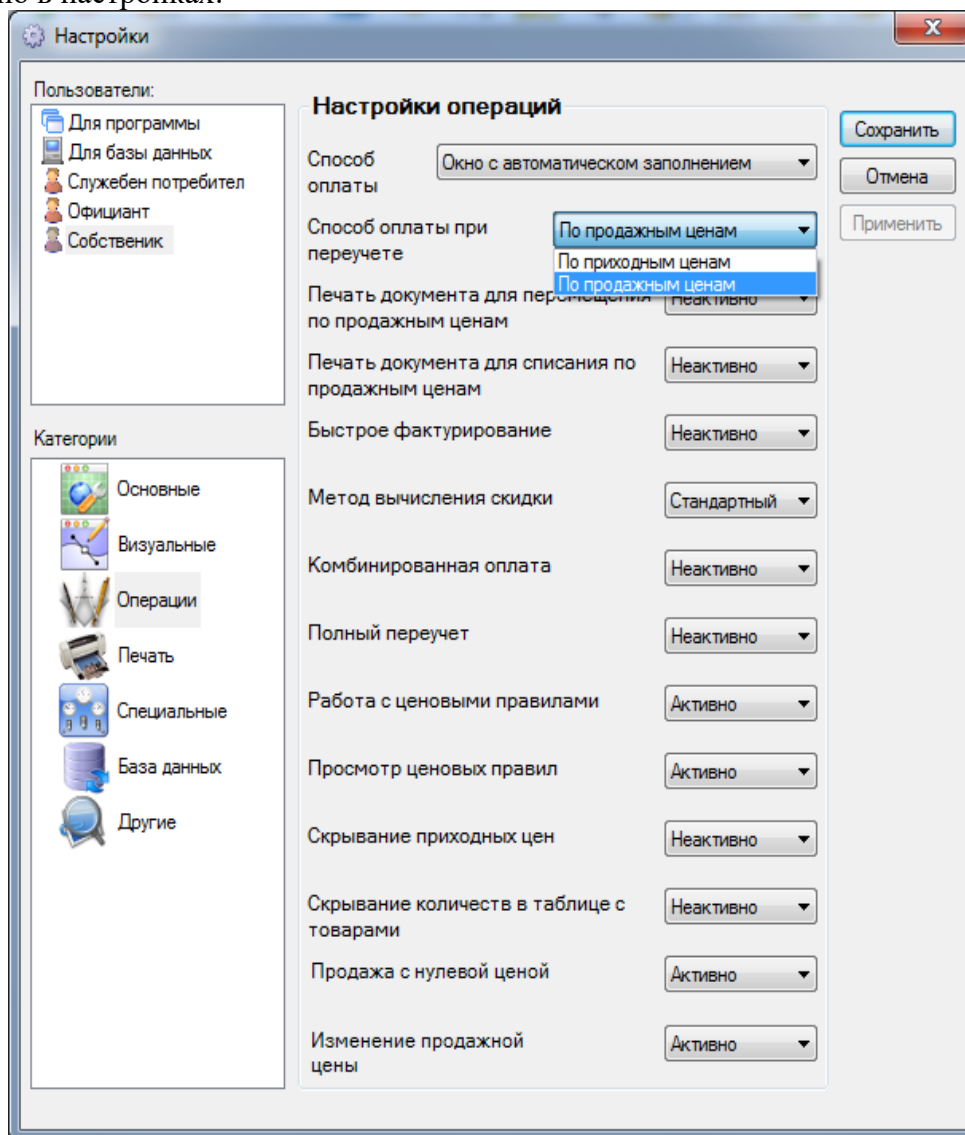 но в настройках.
Настройки
X
Пользователи:
Для программы
Для базы данных
Служебен потребител
Официант
Собственик
Категории
Основные
Визуальные
Операции
Печать
Специальные
База данных
Другие
Настройки операций
Способ
оплаты
Окно с автоматическом заполнением
Способ оплаты при
переучете
По продажным ценам
По приходным ценам
По продажным ценам
Печать документа для перемещения
по продажным ценам
Неактивно
Печать документа для списания по
продажным ценам
Неактивно
Быстрое фактурирование
Неактивно
Метод вычисления скидки
Стандартный
Комбинированная оплата
Неактивно
Полный переучет
Неактивно
Работа с ценовыми правилами
Активно
Просмотр ценовых правил
Активно
Скрывание приходных цен
Неактивно
Скрывание количеств в таблице с
товарами
Неактивно
Продажа с нулевой ценой
Активно
Изменение продажной
цены
Активно
Сохранить
Отмена
Применить